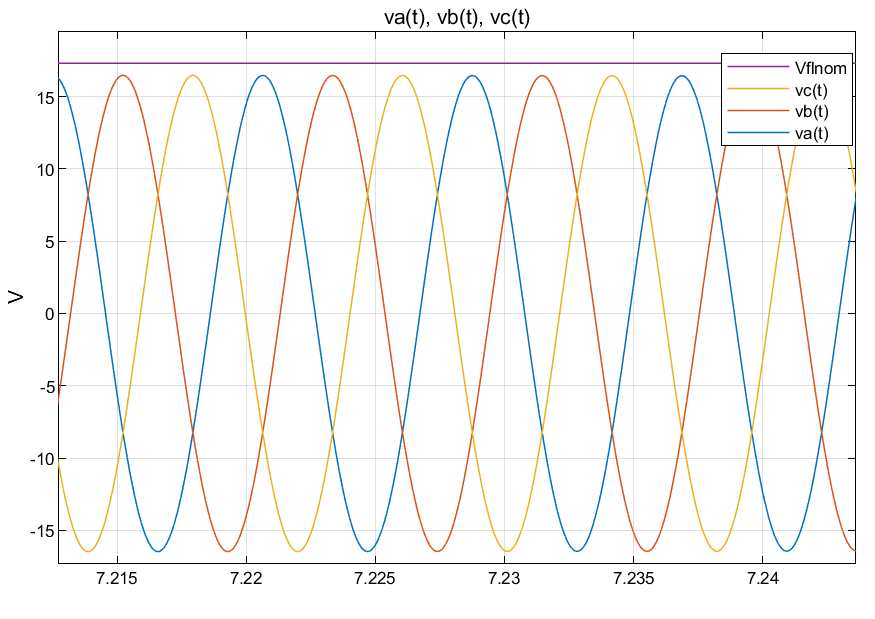 va(t), vb(t), vc(t)
Vflnom
vc(t)
vb(t)
va(t)
V
15
10
5
0
-5
-10
-15
7.215 7.22 7.225 7.23 7.235 7.24